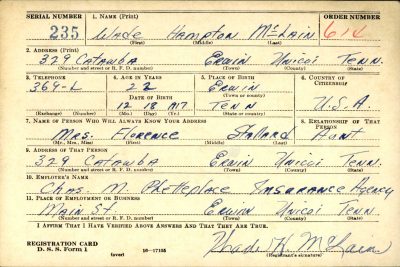 SERIAL NUMBER 1. NAME (Print) ORDER NUMBER
235 Wade Hampton McLain 614
(First) (Middle) (Last)
2. ADDRESS (Print)
329 Catawba Erwin Unicoi Tenn.
(Number and street or R. F. D. number) (Town) (County) (State)
3. TELEPHONE 4. AGE IN YEARS 5. PLACE OF BIRTH 6. COUNTRY OF CITIZENSHIP
369-L 22 Erwin
DATE OF BIRTH (Town or county)
12 18 1917 Tenn U.S.A.
(Exchange) (Number) (Mo.) (Day) (Yr.) (State or country)
7. NAME OF PERSON WHO WILL ALWAYS KNOW YOUR ADDRESS 8. RELATIONSHIP OF THAT PERSON
Mrs. Florence Stallard Aunt
(Mr., Mrs., Miss) (First) (Middle) (Last)
9. ADDRESS OF THAT PERSON
329 Catawba Erwin Unicoi Tenn.
(Number and street or R. F. D. number) (Town) (County) (State)
10. EMPLOYER'S NAME
Chas. M. Phetteplace Insurance Agency
11. PLACE OF EMPLOYMENT OR BUSINESS
Main St. Erwin Unicoi Tenn
(Number and street or R. F. D. number) (Town) (County) (State)
I AFFIRM THAT I HAVE VERIFIED ABOVE ANSWERS AND THAT THEY ARE TRUE.
REGISTRATION CARD
D. S. S. Form 1 16—17105
(over) H. McLain
(Registrant's signature)